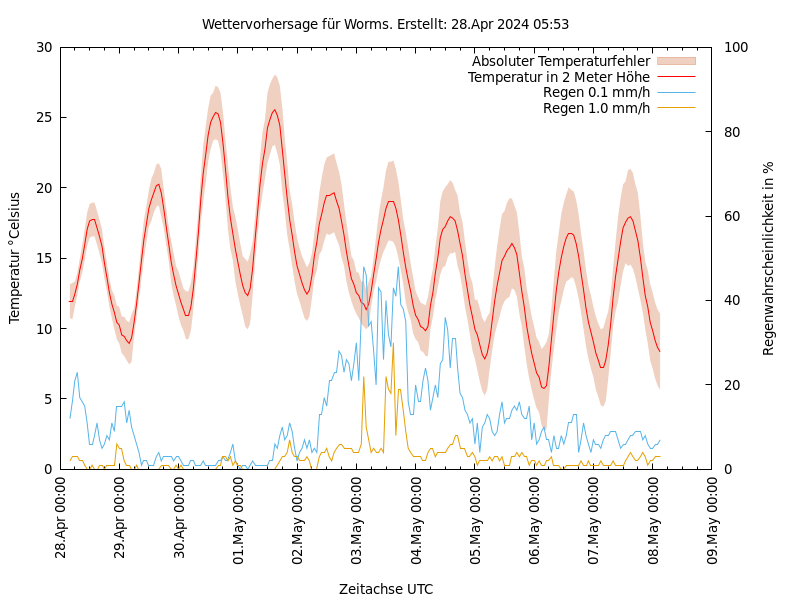 Wettervorhersage für Worms. Erstellt: 28.Apr 2024 05:53
Absoluter Temperaturfehler
Temperatur in 2 Meter Höhe
Regen 0.1 mm/h
Regen 1.0 mm/h
Temperatur °Celsius
30
25
20
15
10
5
0
100
80
60
40
20
0
Regenwahrscheinlichkeit in %
28.Apr 00:00
29.Apr 00:00
30.Apr 00:00
01.May 00:00
02.May 00:00
03.May 00:00
04.May 00:00
05.May 00:00
06.May 00:00
07.May 00:00
08.May 00:00
09.May 00:00
Zeitachse UTC